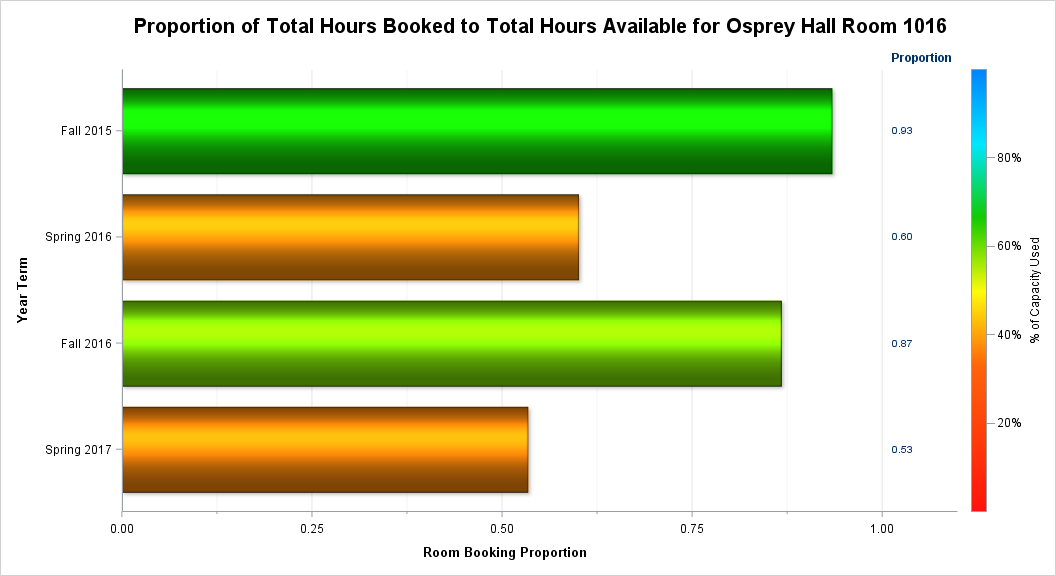 Proportion of Total Hours Booked to Total Hours Available for Osprey Hall Room 1016
Proportion
Fall 2015
0.93
Spring 2016
0.60
Fall 2016
0.87
Spring 2017
0.53
Year Term
0.00 0.25 0.50 0.75 1.00
Room Booking Proportion
80%
60%
40%
20%
% of Capacity Used